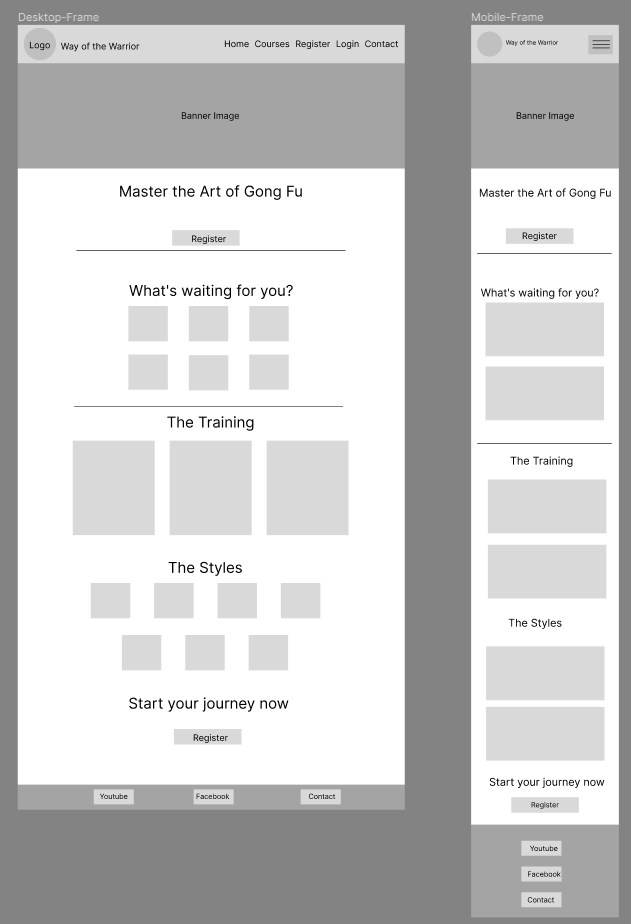 Desktop-Frame
Logo
Way of the Warrior
Home Courses Register Login Contact
Banner Image
Master the Art of Gong Fu
Register
What's waiting for you?
The Training
The Styles
Start your journey now
Register
Youtube
Facebook
Contact
Mobile-Frame
Way of the Warrior
Banner Image
Master the Art of Gong Fu
Register
What's waiting for you?
The Training
The Styles
Start your journey now
Register
Youtube
Facebook
Contact